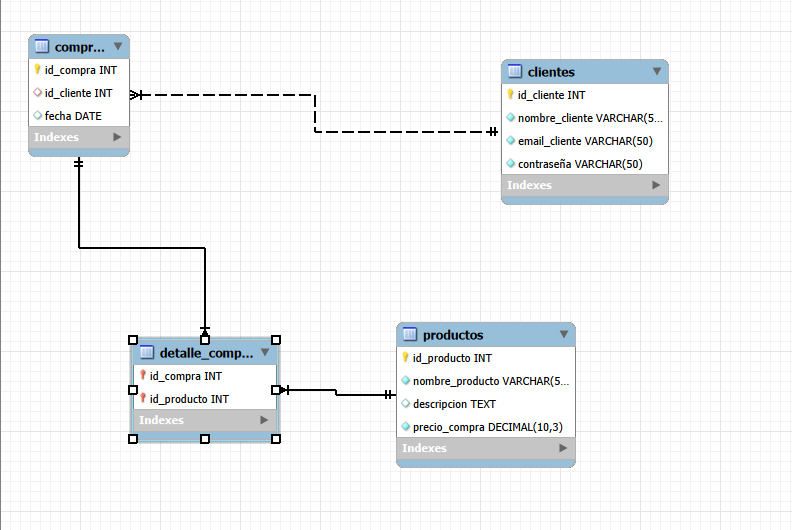 compr...
id_compra INT
id_cliente INT
fecha DATE
Indexes
clientes
id_cliente INT
nombre_cliente VARCHAR(5...
email_cliente VARCHAR(50)
contraseña VARCHAR(50)
Indexes
detalle_comp...
id_compra INT
id_producto INT
Indexes
productos
id_producto INT
nombre_producto VARCHAR(5...
descripcion TEXT
precio_compra DECIMAL(10,3)
Indexes